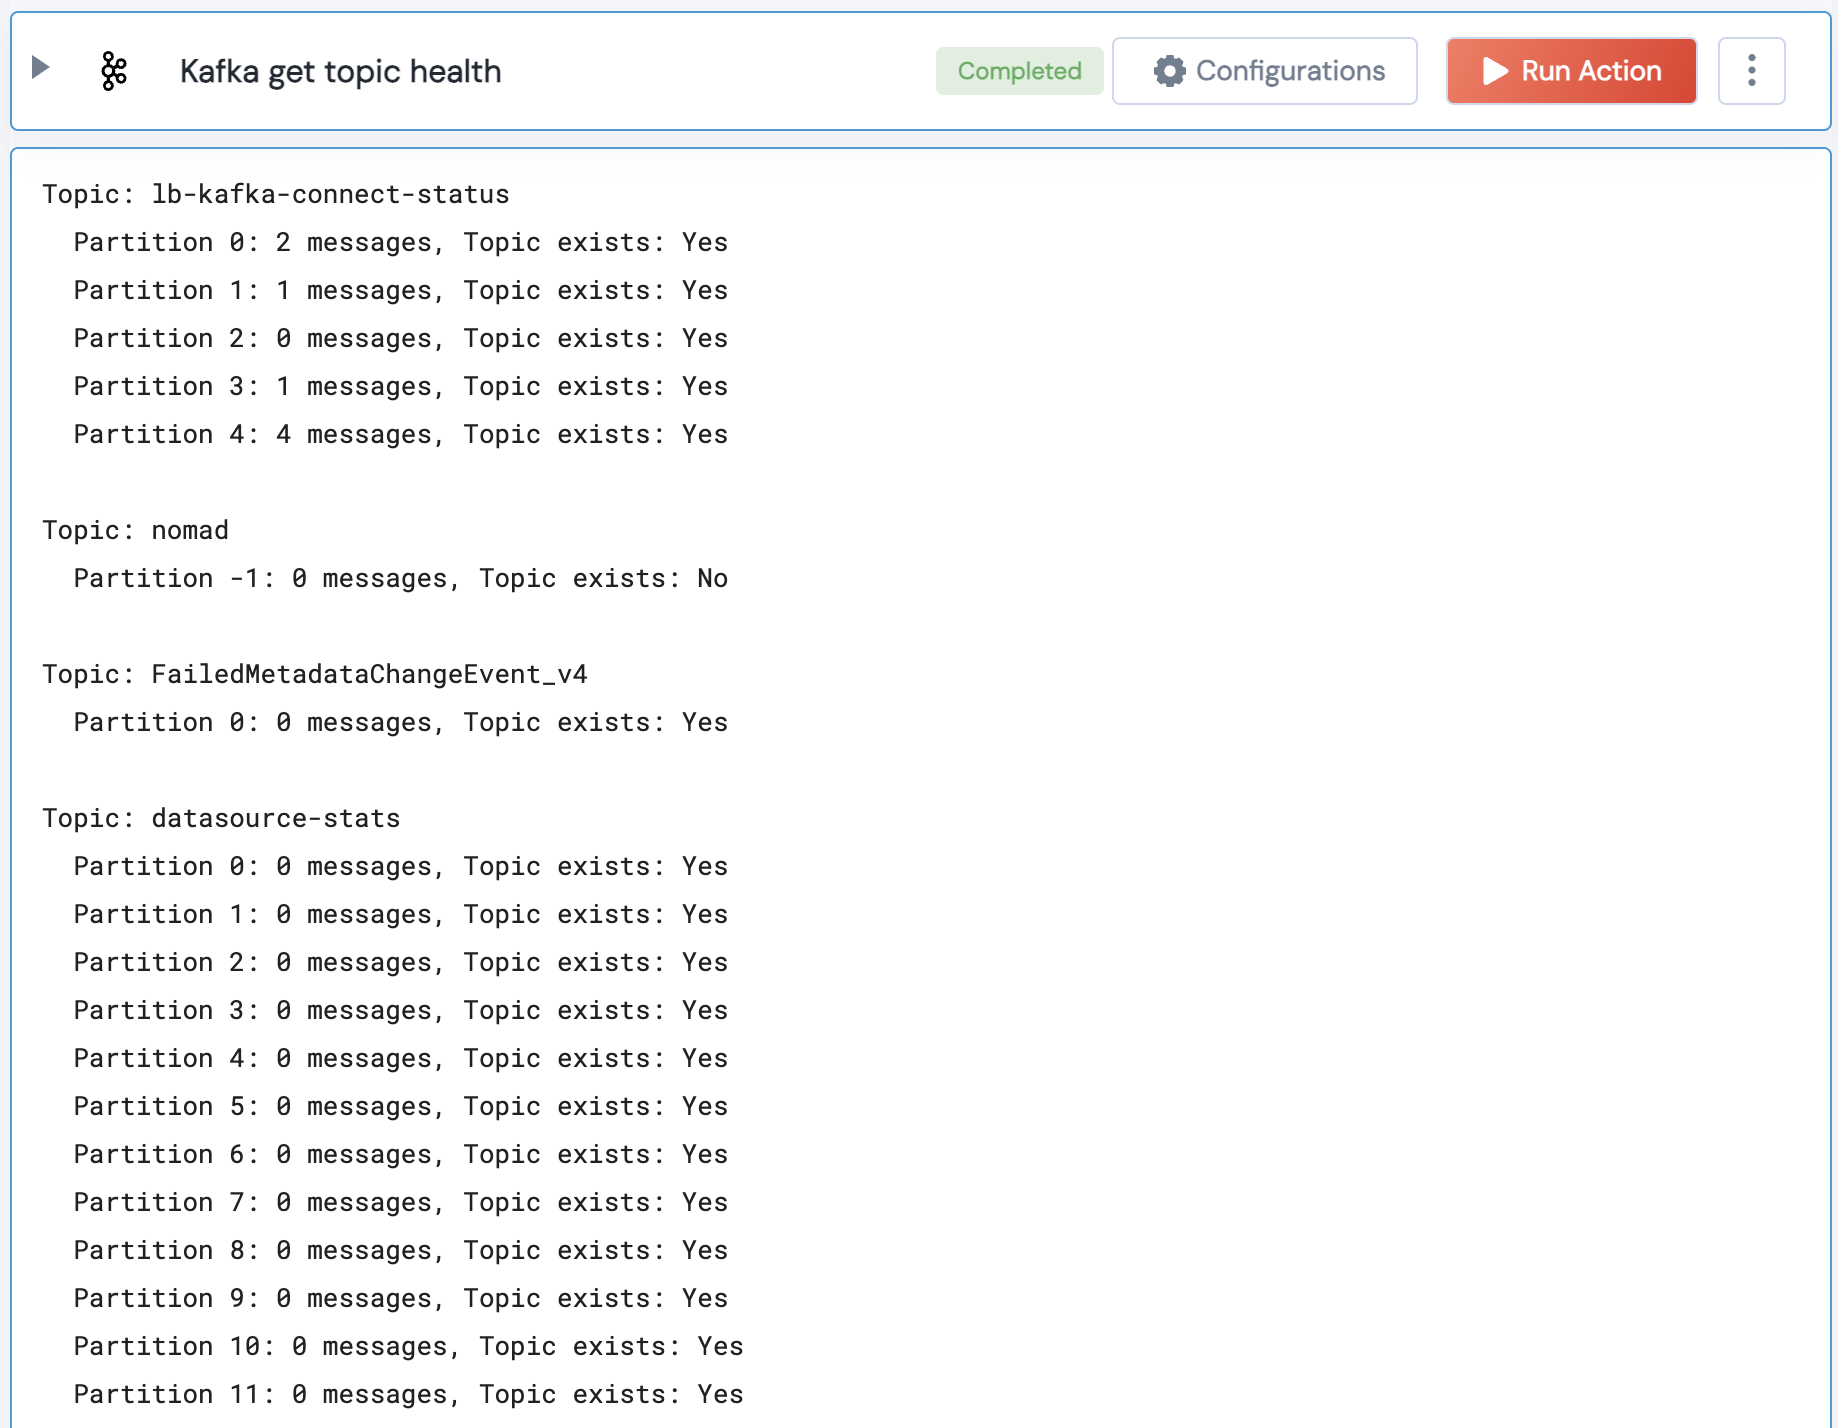 Kafka get topic health
Completed
Configurations
Run Action
Topic: lb-kafka-connect-status
Partition 0: 2 messages, Topic exists: Yes
Partition 1: 1 messages, Topic exists: Yes
Partition 2: 0 messages, Topic exists: Yes
Partition 3: 1 messages, Topic exists: Yes
Partition 4: 4 messages, Topic exists: Yes
Topic: nomad
Partition -1: 0 messages, Topic exists: No
Topic: FailedMetadataChangeEvent_v4
Partition 0: 0 messages, Topic exists: Yes
Topic: datasource-stats
Partition 0: 0 messages, Topic exists: Yes
Partition 1: 0 messages, Topic exists: Yes
Partition 2: 0 messages, Topic exists: Yes
Partition 3: 0 messages, Topic exists: Yes
Partition 4: 0 messages, Topic exists: Yes
Partition 5: 0 messages, Topic exists: Yes
Partition 6: 0 messages, Topic exists: Yes
Partition 7: 0 messages, Topic exists: Yes
Partition 8: 0 messages, Topic exists: Yes
Partition 9: 0 messages, Topic exists: Yes
Partition 10: 0 messages, Topic exists: Yes
Partition 11: 0 messages, Topic exists: Yes